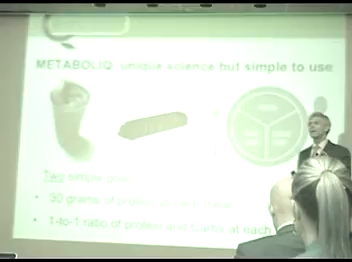 METABOLIQ: unique science but simple to use
Two simple
• 30 grams of protein
• 1-to-1 ratio of protein and carbs at each